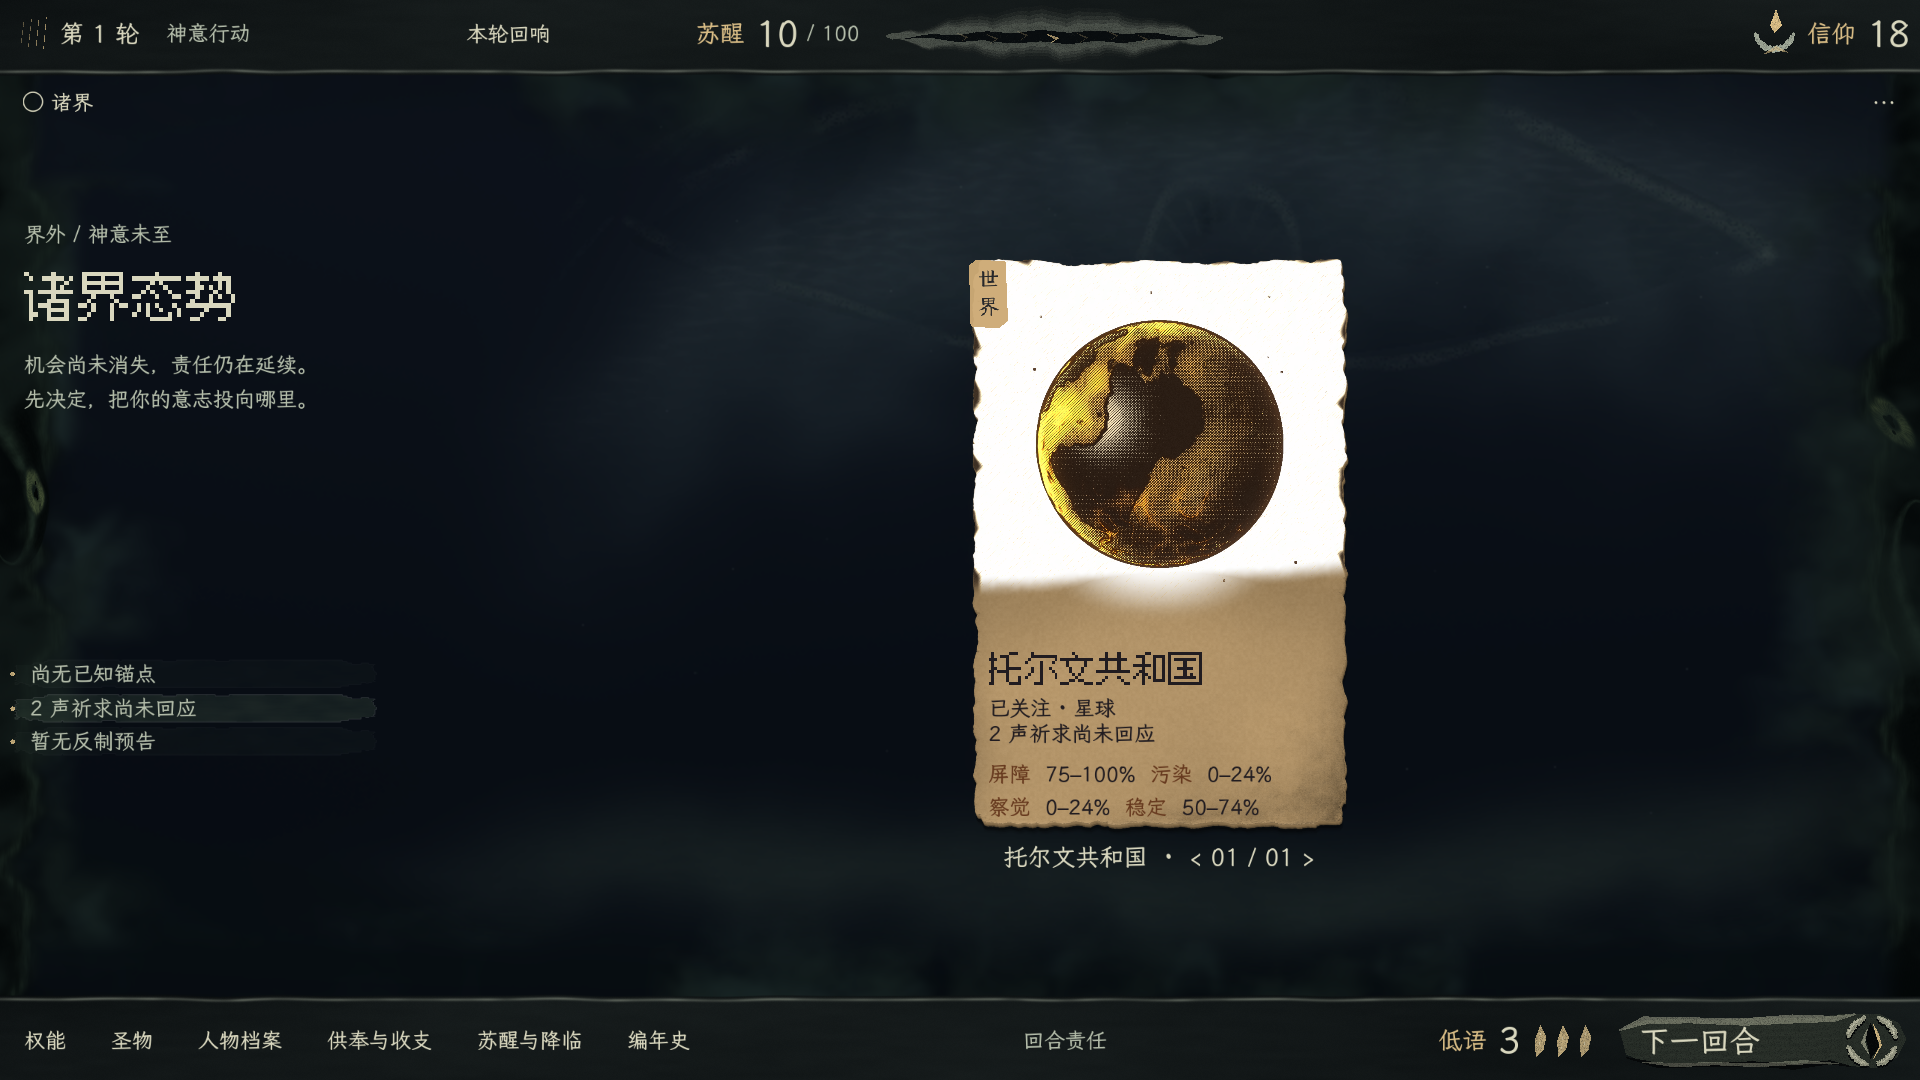 第 1 轮 神意行动 本轮回响 苏醒 10 / 100 信仰 18
诸界
...
界外 / 神意未至
诸界态势
机会尚未消失，责任仍在延续。
先决定，把你的意志投向哪里。
尚无已知锚点
2 声祈求尚未回应
暂无反制预告
世界
托尔文共和国
已关注・星球
2 声祈求尚未回应
屏障 75–100% 污染 0–24%
察觉 0–24% 稳定 50–74%
托尔文共和国 ・ < 01 / 01 >
权能 圣物 人物档案 供奉与收支 苏醒与降临 编年史 回合责任 低语 3 下一回合